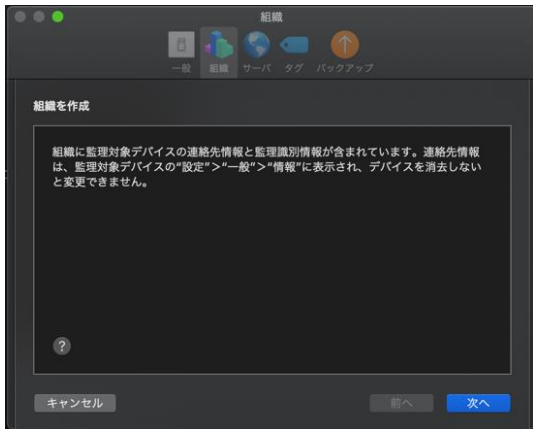 組織
一般 組織 サーバ タグ バックアップ
組織を作成
組織に監理対象デバイスの連絡先情報と監理識別情報が含まれています。連絡先情報
は、監理対象デバイスの“設定”>“一般”>“情報”に表示され、デバイスを消去しない
と変更できません。
?
キャンセル 前へ 次へ